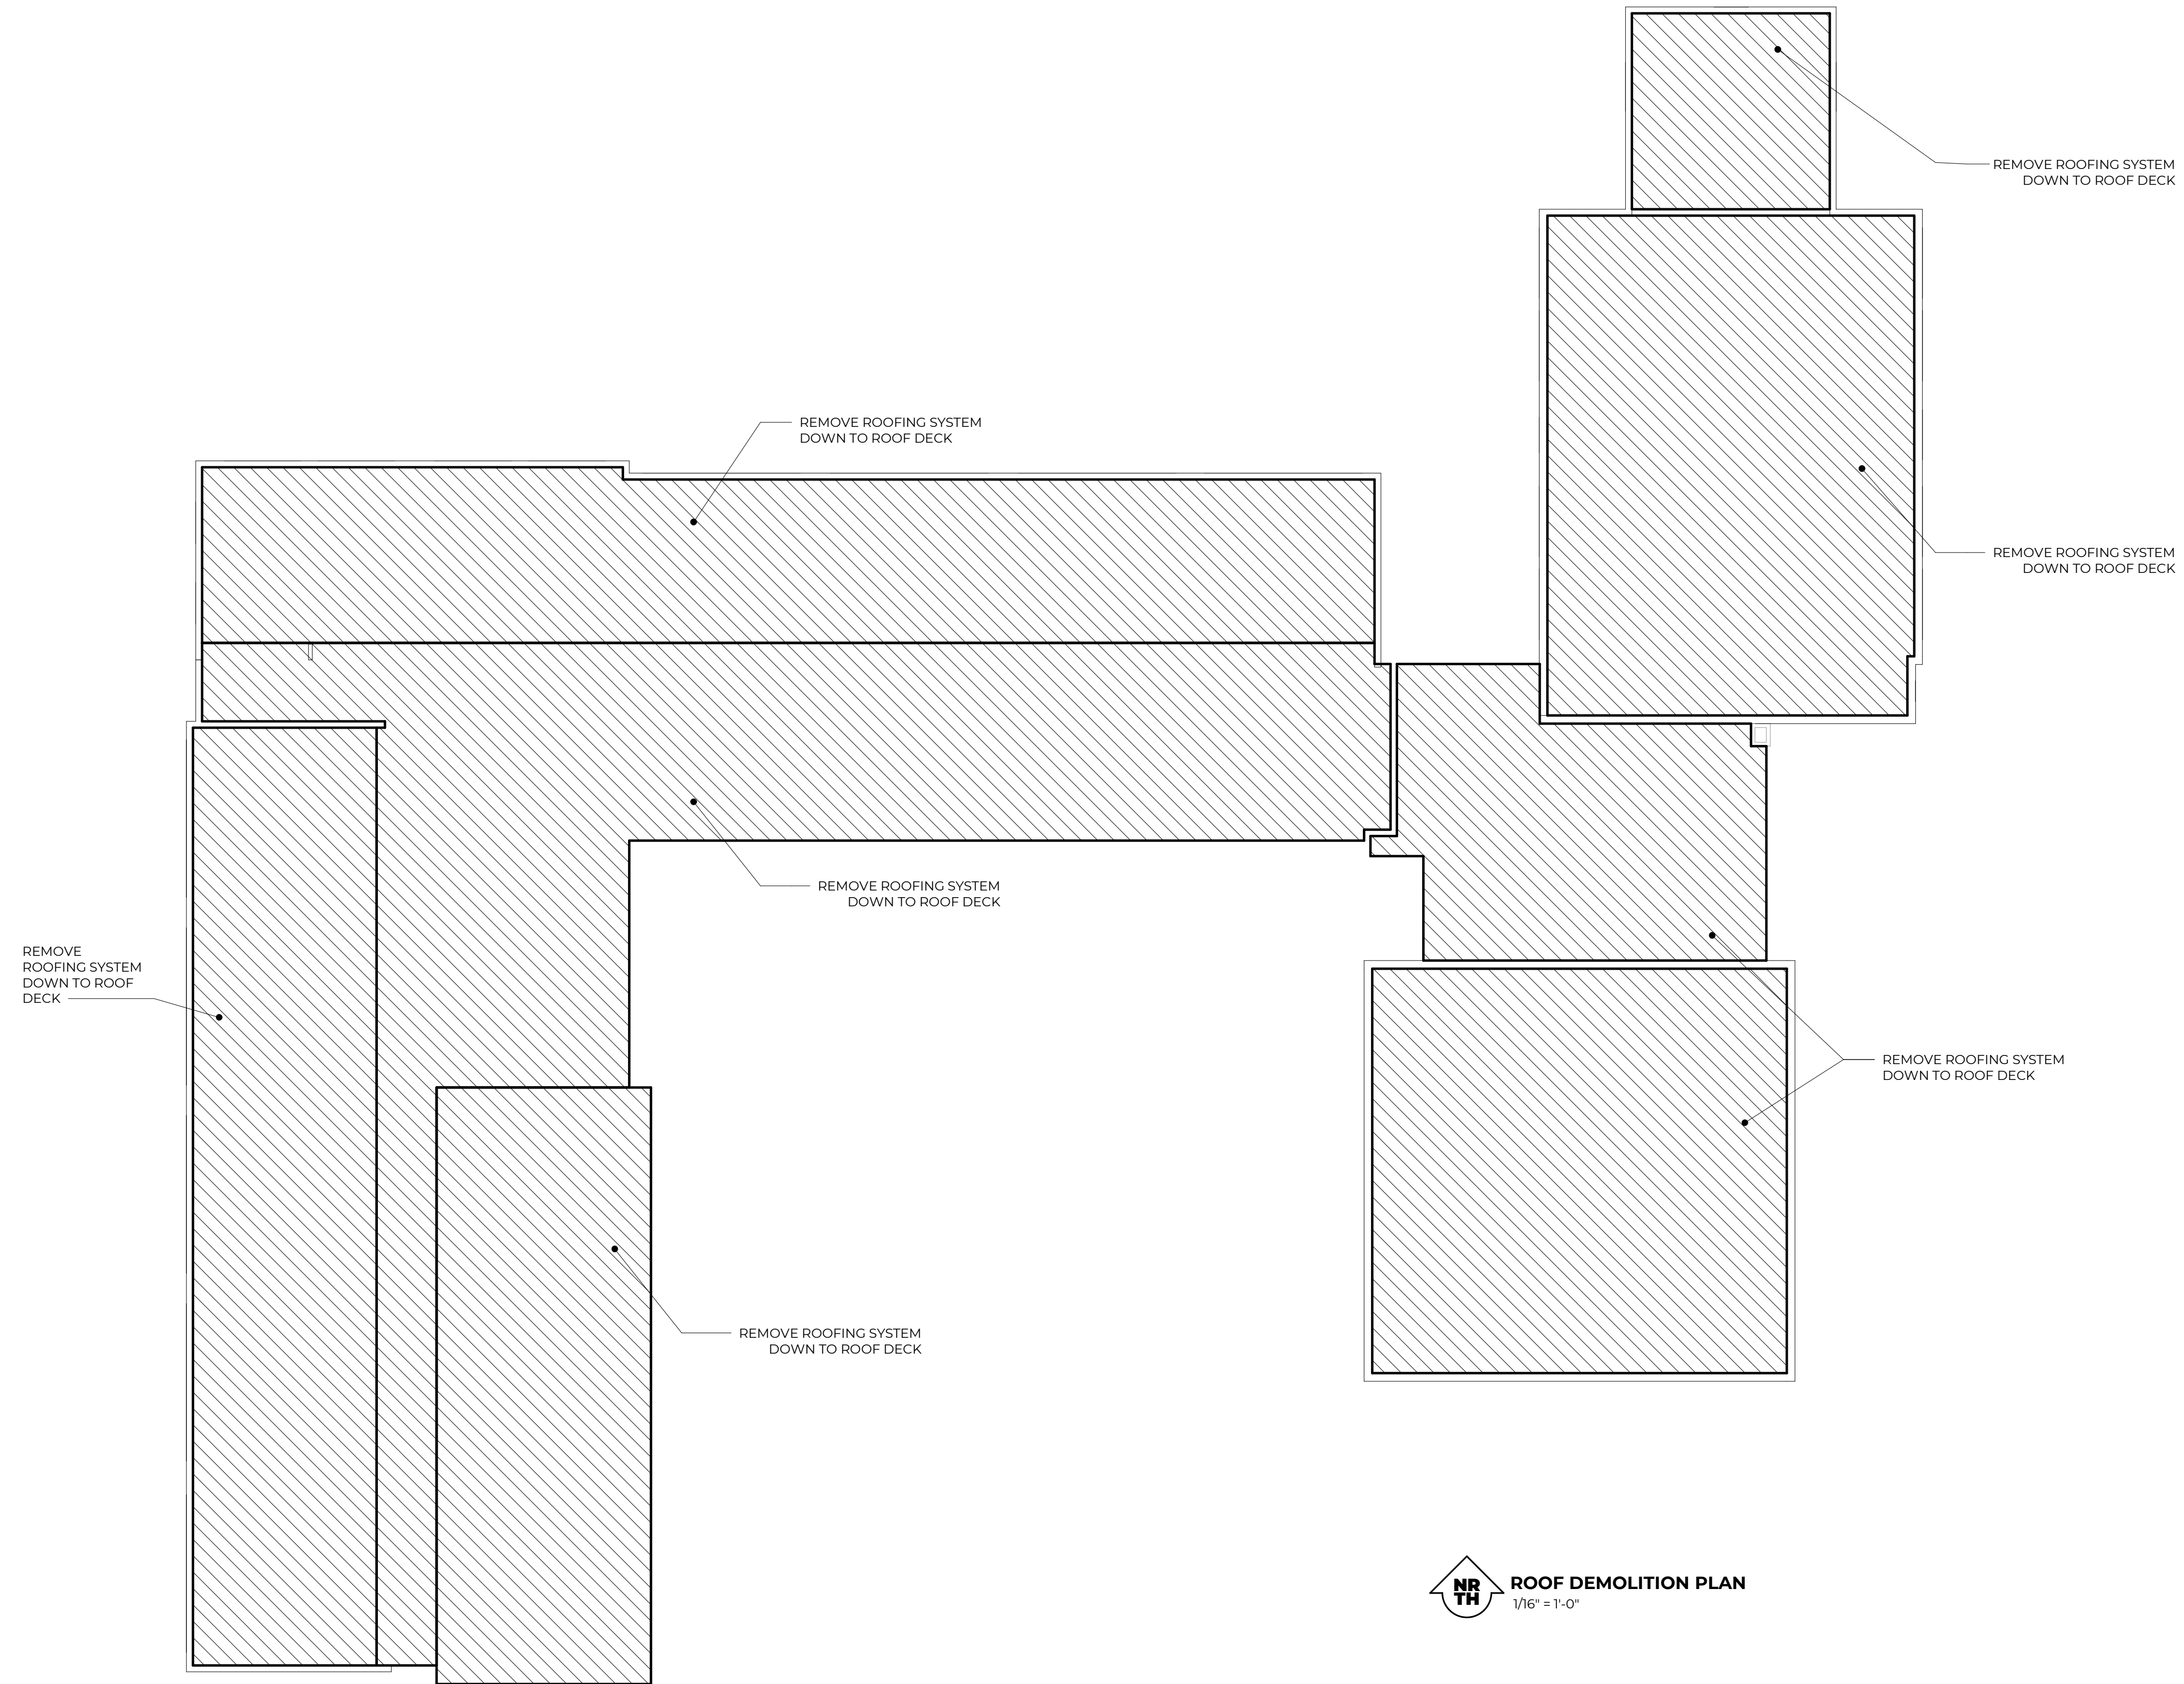 REMOVE ROOFING SYSTEM
DOWN TO ROOF DECK
REMOVE ROOFING SYSTEM
DOWN TO ROOF DECK
REMOVE ROOFING SYSTEM
DOWN TO ROOF DECK
REMOVE ROOFING SYSTEM
DOWN TO ROOF DECK
REMOVE
ROOFING SYSTEM
DOWN TO ROOF
DECK
REMOVE ROOFING SYSTEM
DOWN TO ROOF DECK
REMOVE ROOFING SYSTEM
DOWN TO ROOF DECK
NR
TH
ROOF DEMOLITION PLAN
1/16" = 1'-0"